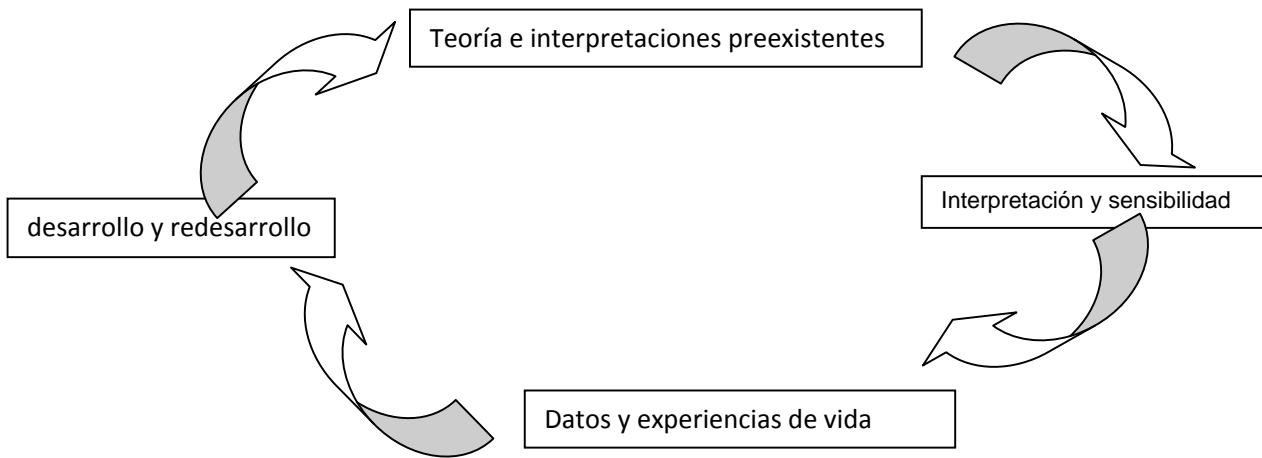 Teoría e interpretaciones preexistentes
Interpretación y sensibilidad
desarrollo y redesarrollo
Datos y experiencias de vida